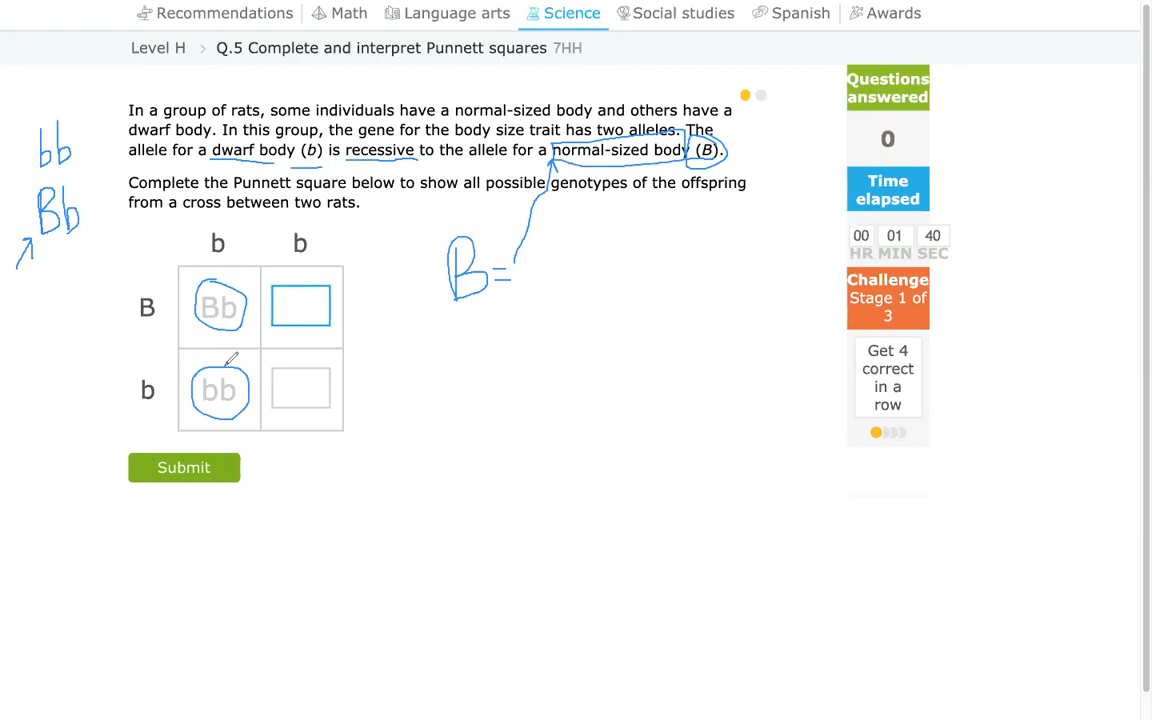 Recommendations Math Language arts Science Social studies Spanish Awards
Level H > Q.5 Complete and interpret Punnett squares 7HH
In a group of rats, some individuals have a normal-sized body and others have a
dwarf body. In this group, the gene for the body size trait has two alleles. The
allele for a dwarf body (b) is recessive to the allele for a normal-sized body (B).
Complete the Punnett square below to show all possible genotypes of the offspring
from a cross between two rats.
bb
Bb
b b
B Bb
b bb
B=
Submit
Questions
answered
0
Time
elapsed
00 01 40
HR MIN SEC
Challenge
Stage 1 of
3
Get 4
correct
in a
row